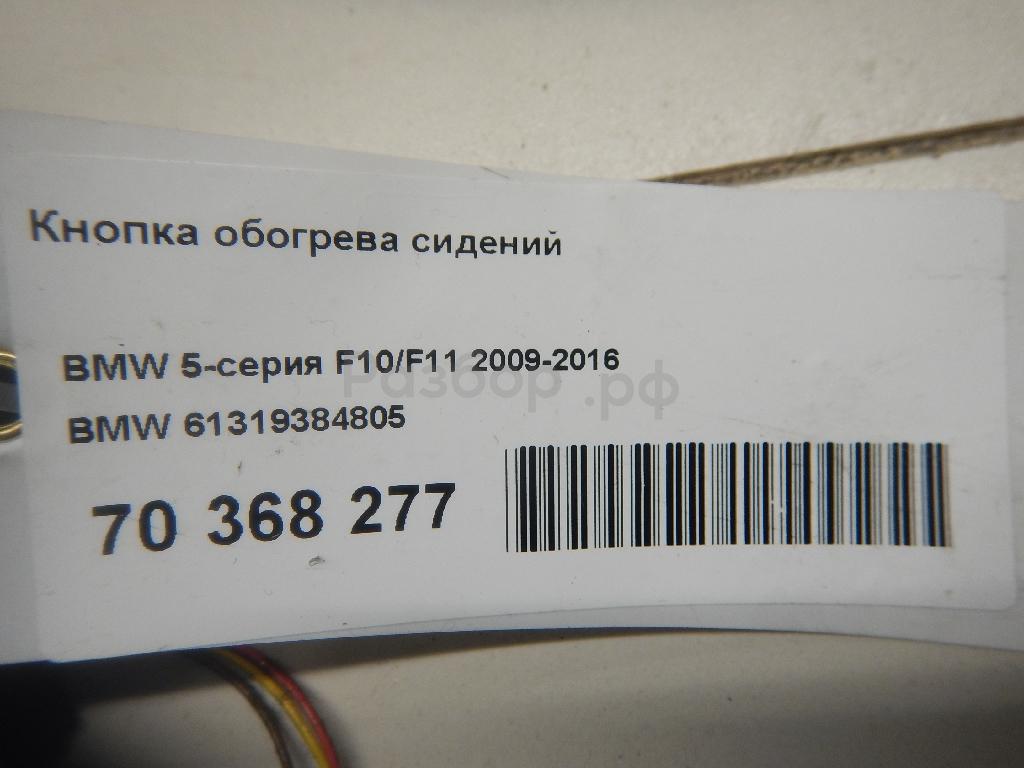 Кнопка обогрева сидений
BMW 5-серия F10/F11 2009-2016
Разбор.рф
BMW 61319384805
70 368 277